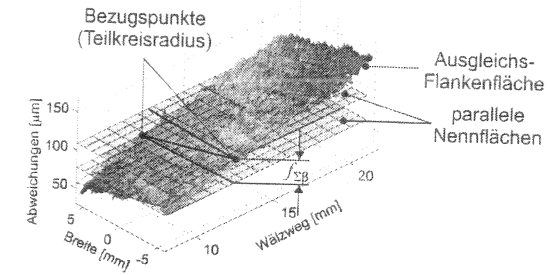 Bezugspunkte
(Teilkreisradius)
Ausgleichs-
Flankenfläche
parallele
Nennflächen
Abweichungen [µm]
150
100
50
5
0
-5
Breite [mm]
10
15
20
Wälzweg [mm]
fΣβ